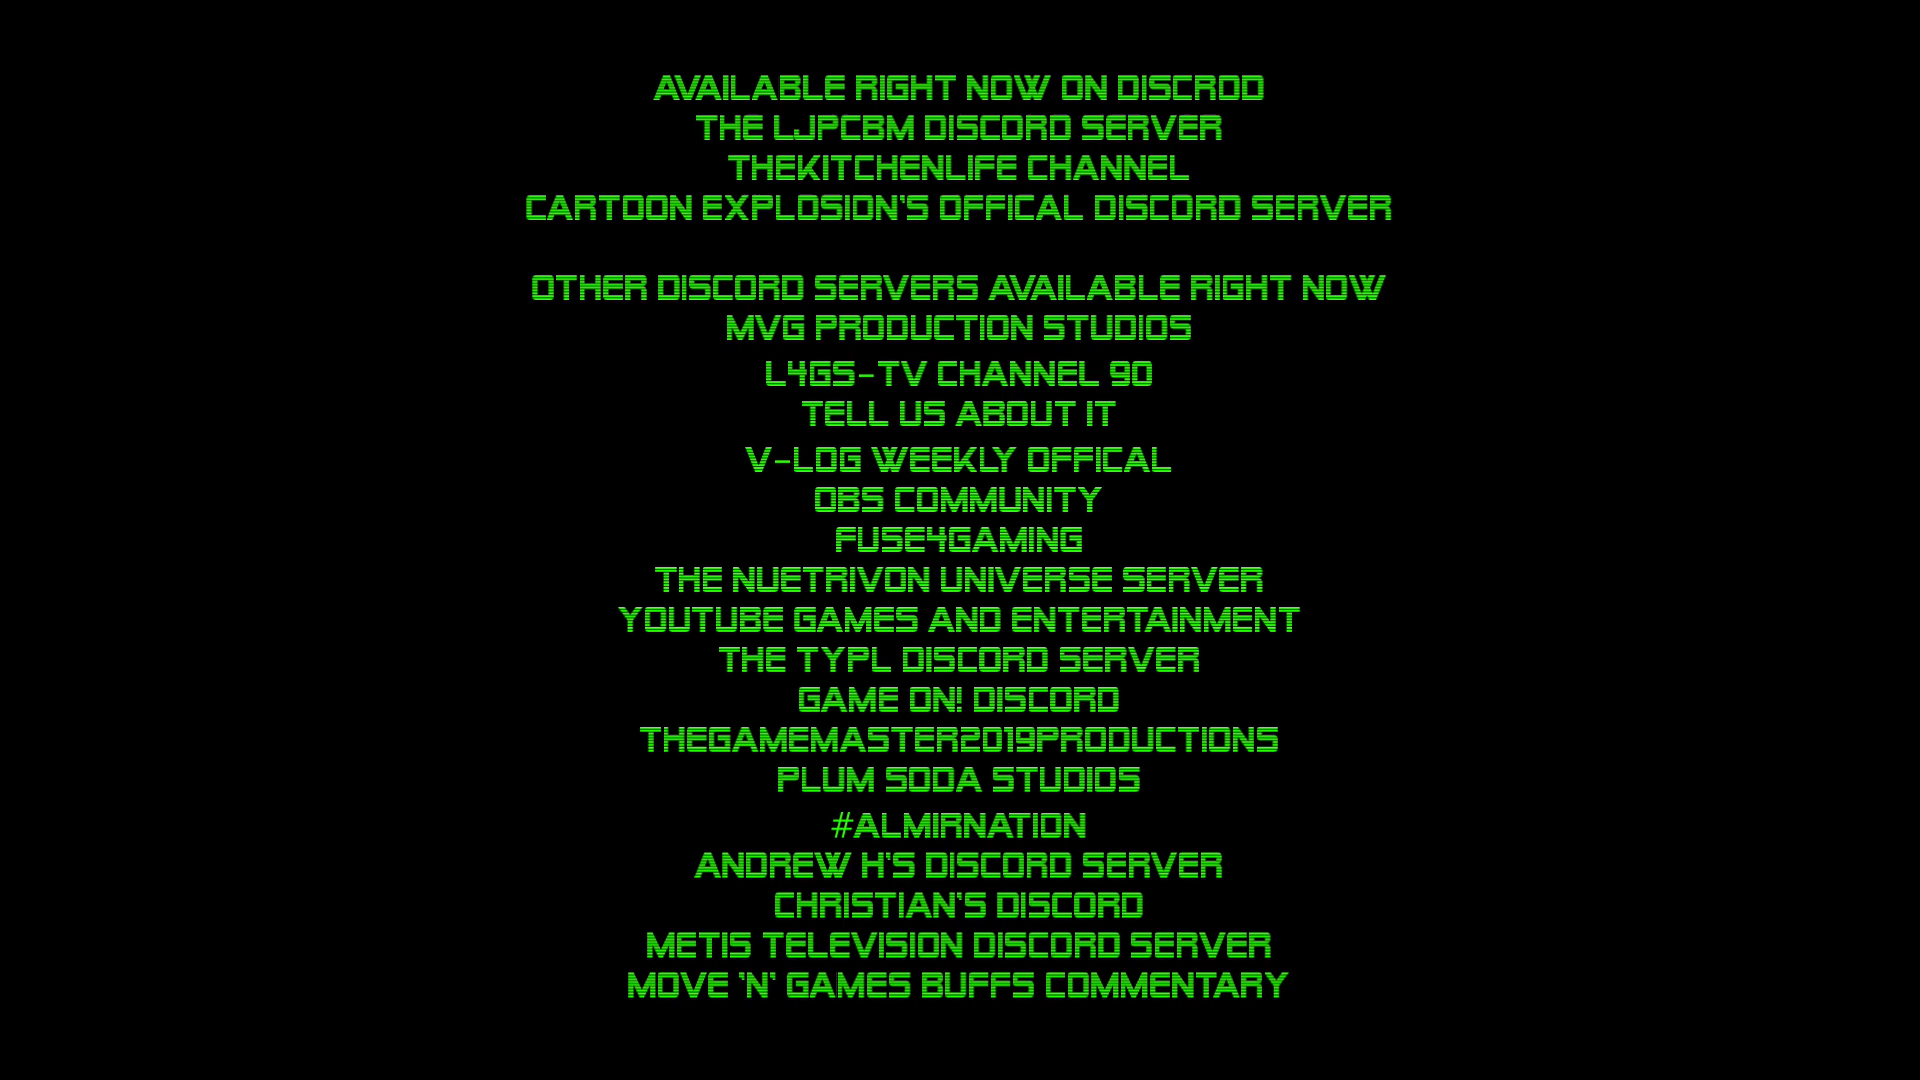 AVAILABLE RIGHT NOW ON DISCROD
THE LJPCBM DISCORD SERVER
THEKITCHENLIFE CHANNEL
CARTOON EXPLOSION'S OFFICAL DISCORD SERVER
OTHER DISCORD SERVERS AVAILABLE RIGHT NOW
MVG PRODUCTION STUDIOS
L4GS-TV CHANNEL 90
TELL US ABOUT IT
V-LOG WEEKLY OFFICAL
OBS COMMUNITY
FUSE4GAMING
THE NUETRIVON UNIVERSE SERVER
YOUTUBE GAMES AND ENTERTAINMENT
THE TYPL DISCORD SERVER
GAME ON! DISCORD
THEGAMEMASTER2019PRODUCTIONS
PLUM SODA STUDIOS
#ALMIRNATION
ANDREW H'S DISCORD SERVER
CHRISTIAN'S DISCORD
METIS TELEVISION DISCORD SERVER
MOVE 'N' GAMES BUFFS COMMENTARY